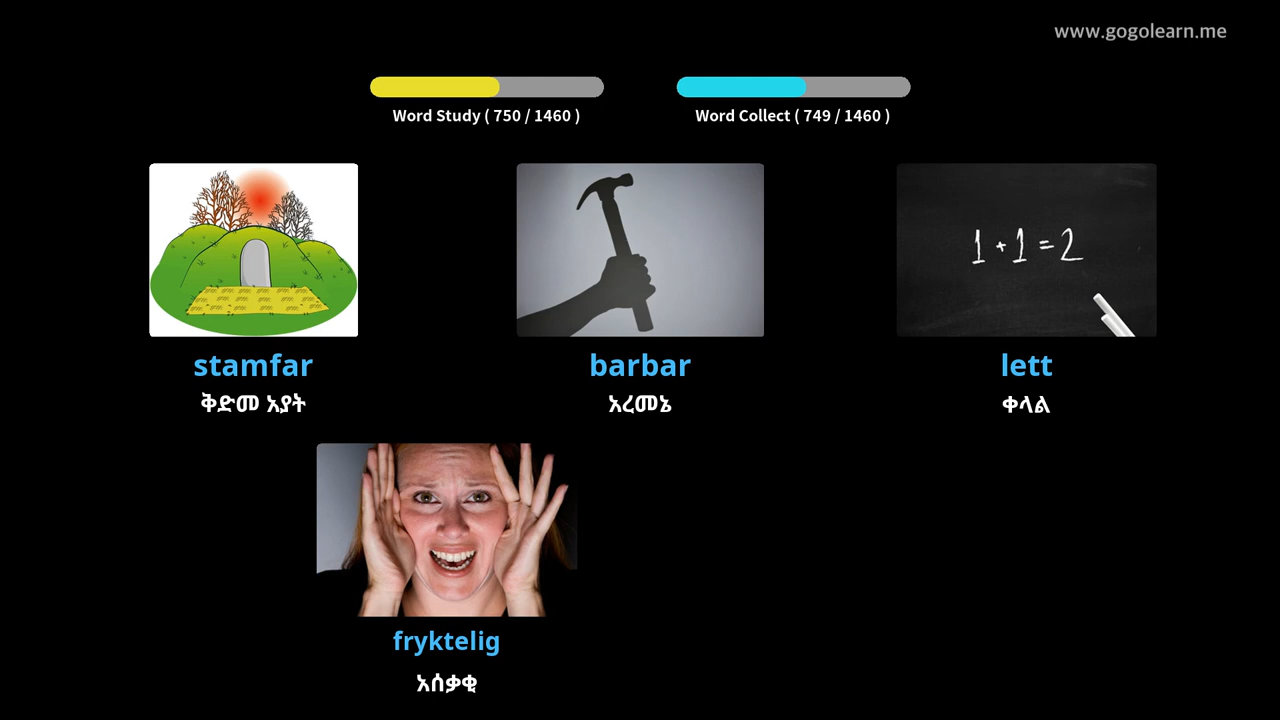 www.gogolearn.me
Word Study ( 750 / 1460 )
Word Collect ( 749 / 1460 )
1 + 1 = 2
stamfar
barbar
lett
ቅድመ አያት
አረመኔ
ቀላል
fryktelig
አሰቃቂ